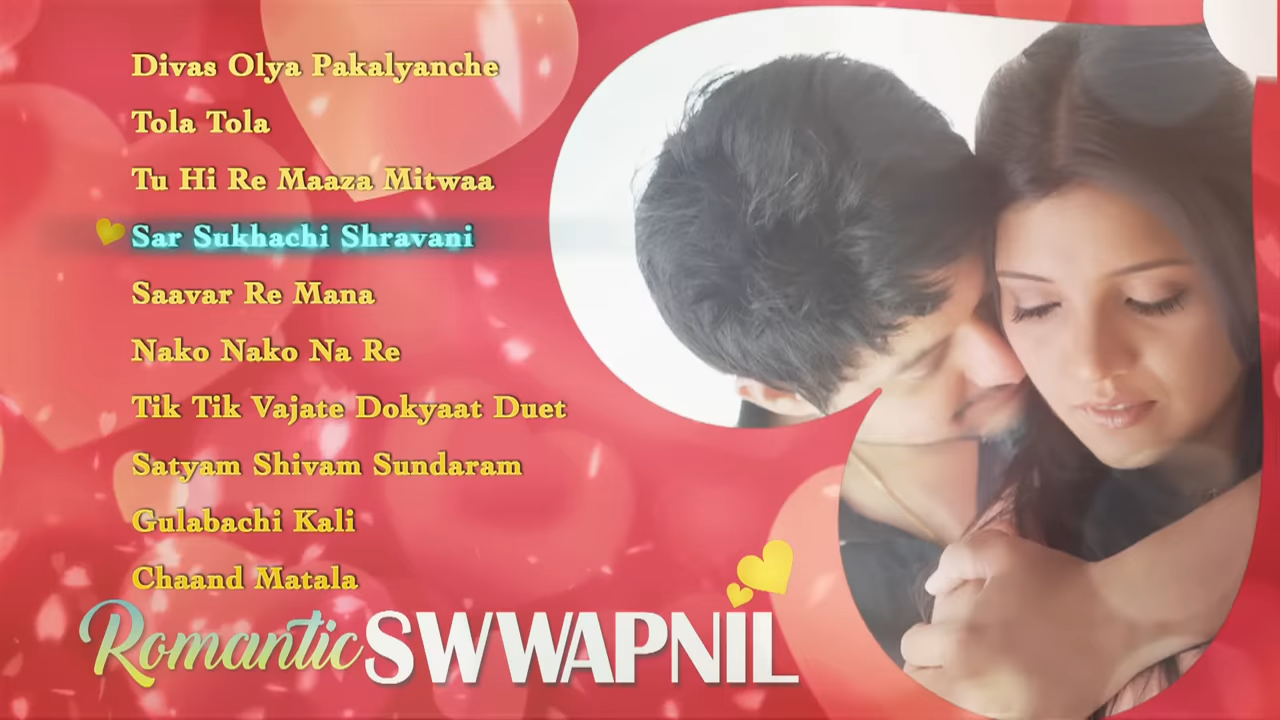 Divas Olya Pakalyanche
Tola Tola
Tu Hi Re Maaza Mitwaa
Sar Sukhachi Shravani
Saavar Re Mana
Nako Nako Na Re
Tik Tik Vajate Dokyaat Duet
Satyam Shivam Sundaram
Gulabachi Kali
Chaand Matala
Romantic SWWAPNIL